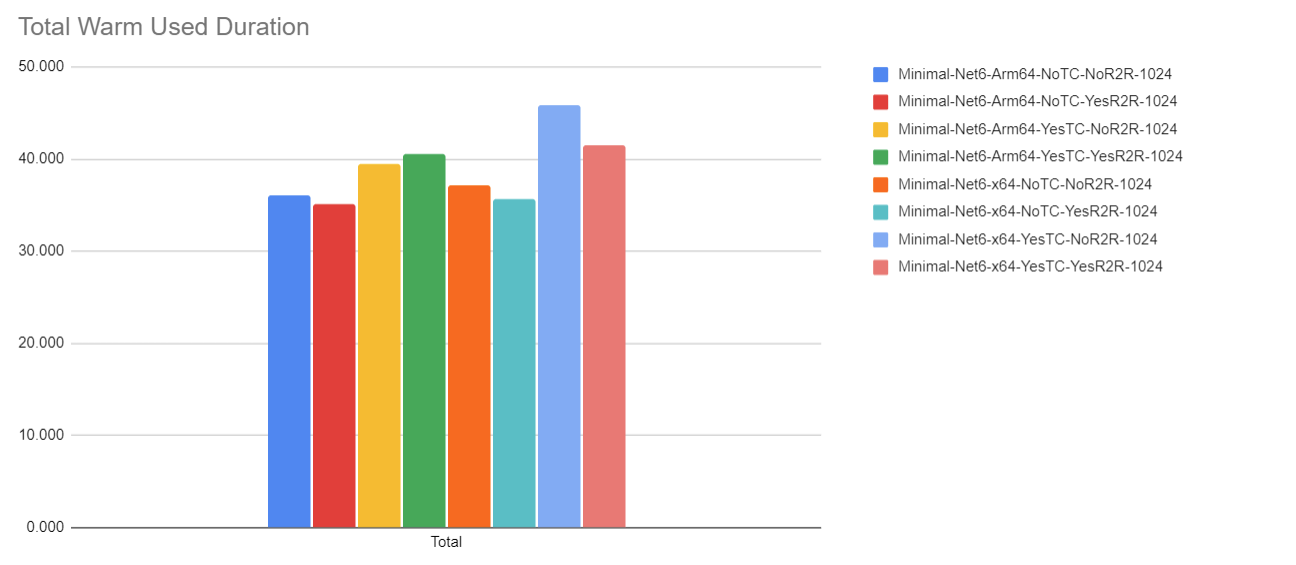 Total Warm Used Duration
50.000
40.000
30.000
20.000
10.000
0.000
Total
Minimal-Net6-Arm64-NoTC-NoR2R-1024
Minimal-Net6-Arm64-NoTC-YesR2R-1024
Minimal-Net6-Arm64-YesTC-NoR2R-1024
Minimal-Net6-Arm64-YesTC-YesR2R-1024
Minimal-Net6-x64-NoTC-NoR2R-1024
Minimal-Net6-x64-NoTC-YesR2R-1024
Minimal-Net6-x64-YesTC-NoR2R-1024
Minimal-Net6-x64-YesTC-YesR2R-1024